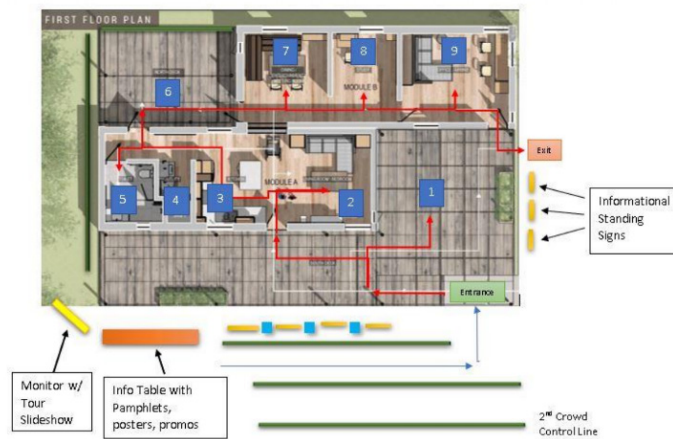 FIRST FLOOR PLAN
7
8
9
MODULE B
6
Exit
MODULE A
5
4
3
2
1
Informational
Standing
Signs
Entrance
Monitor w/
Tour
Slideshow
Info Table with
Pamphlets,
posters, promos
2nd Crowd
Control Line